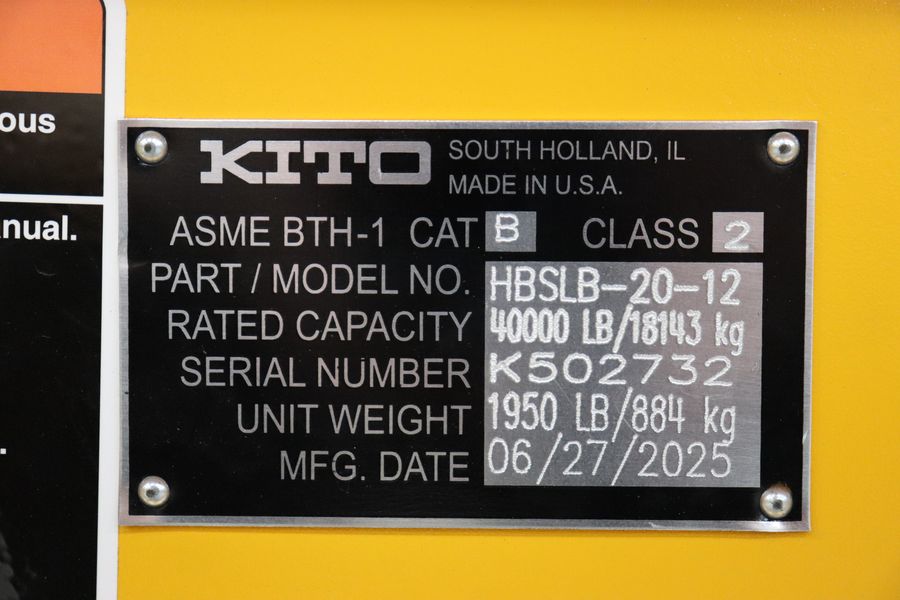 ous
nual.
KITO
SOUTH HOLLAND, IL
MADE IN U.S.A.
ASME BTH-1 CAT B CLASS 2
PART / MODEL NO. HBSLB-20-12
RATED CAPACITY 40000 LB/18143 kg
SERIAL NUMBER K502732
UNIT WEIGHT 1950 LB/884 kg
MFG. DATE 06/27/2025